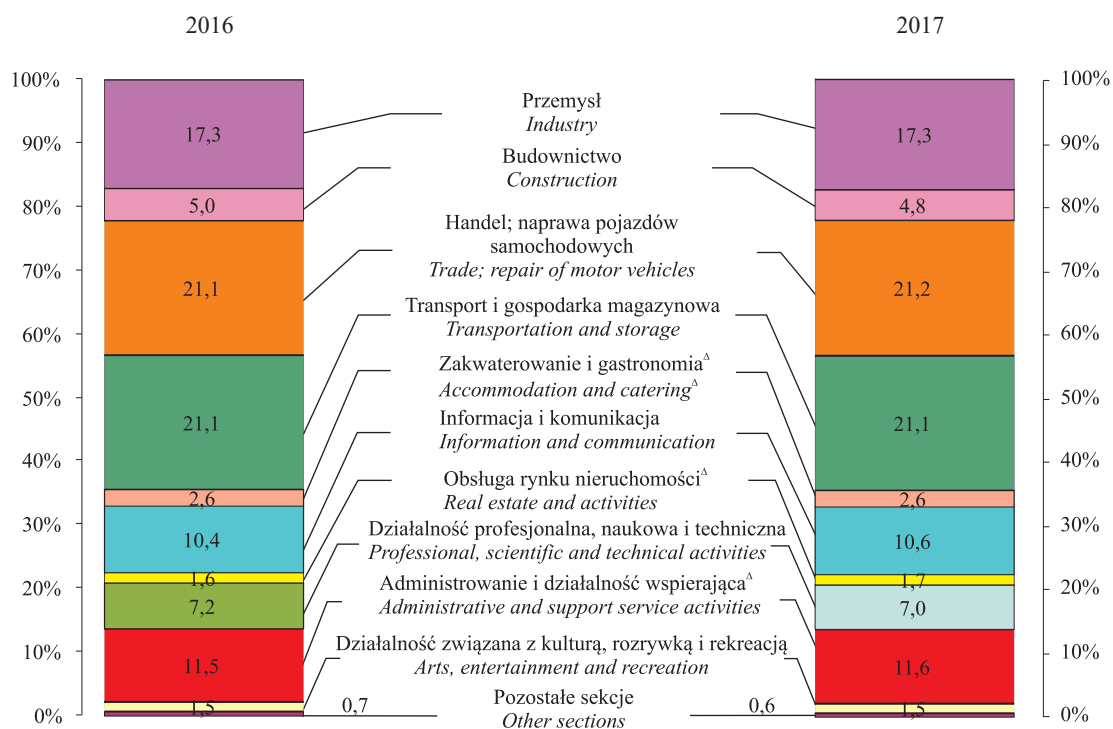 2016
2017
100%
90%
80%
70%
60%
50%
40%
30%
20%
10%
0%
17,3
5,0
21,1
21,1
2,6
10,4
1,6
7,2
11,5
1,5
0,7
Przemysł
Industry
Budownictwo
Construction
Handel; naprawa pojazdów
samochodowych
Trade; repair of motor vehicles
Transport i gospodarka magazynowa
Transportation and storage
Zakwaterowanie i gastronomia△
Accommodation and catering△
Informacja i komunikacja
Information and communication
Obsługa rynku nieruchomości△
Real estate and activities
Działalność profesjonalna, naukowa i techniczna
Professional, scientific and technical activities
Administrowanie i działalność wspierająca△
Administrative and support service activities
Działalność związana z kulturą, rozrywką i rekreacją
Arts, entertainment and recreation
Pozostałe sekcje
Other sections
17,3
4,8
21,2
21,1
2,6
10,6
1,7
7,0
11,6
1,5
0,6
100%
90%
80%
70%
60%
50%
40%
30%
20%
10%
0%